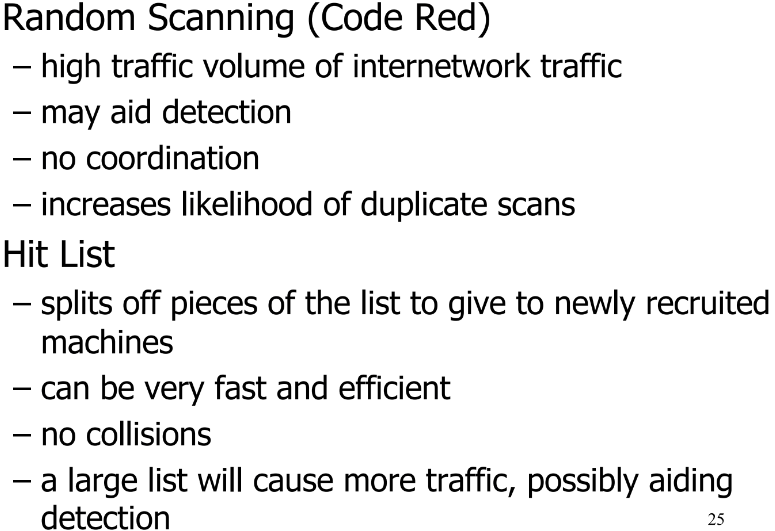 Random Scanning (Code Red)
– high traffic volume of internetwork traffic
– may aid detection
– no coordination
– increases likelihood of duplicate scans
Hit List
– splits off pieces of the list to give to newly recruited
machines
– can be very fast and efficient
– no collisions
– a large list will cause more traffic, possibly aiding
detection
25